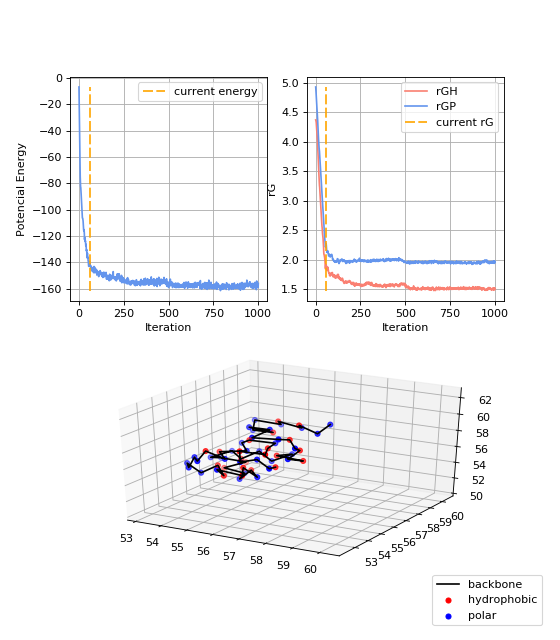 0
−20
−40
−60
−80
−100
−120
−140
−160
Potencial Energy
0 250 500 750 1000
Iteration
current energy
5.0
4.5
4.0
3.5
3.0
2.5
2.0
1.5
rG
0 250 500 750 1000
Iteration
rGH
rGP
current rG
62
60
58
56
54
52
50
53 54 55 56 57 58 59 60
53 54 55 56 57 58 59 60
backbone
hydrophobic
polar